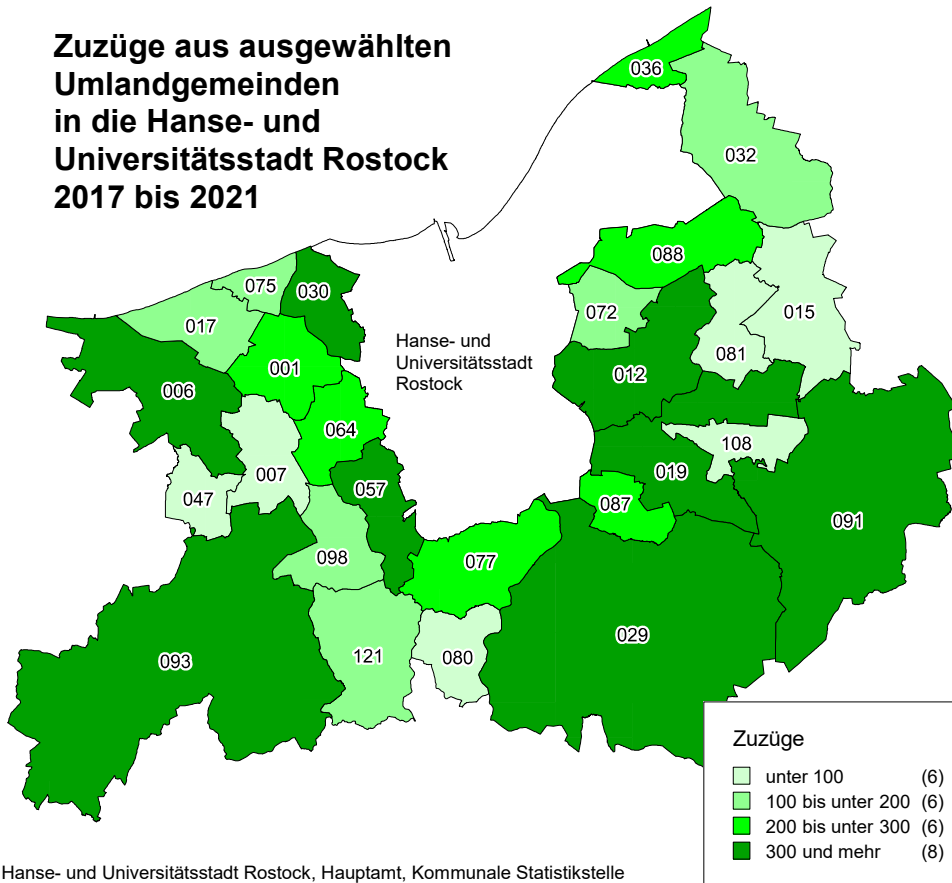 Zuzüge aus ausgewählten
Umlandgemeinden
in die Hanse- und
Universitätsstadt Rostock
2017 bis 2021
036
032
088
075
030
015
072
017
Hanse- und
Universitätsstadt
Rostock
081
001
012
006
064
108
007
019
057
047
087
091
098
077
029
121
080
093
Zuzüge
unter 100 (6)
100 bis unter 200 (6)
200 bis unter 300 (6)
300 und mehr (8)
Hanse- und Universitätsstadt Rostock, Hauptamt, Kommunale Statistikstelle